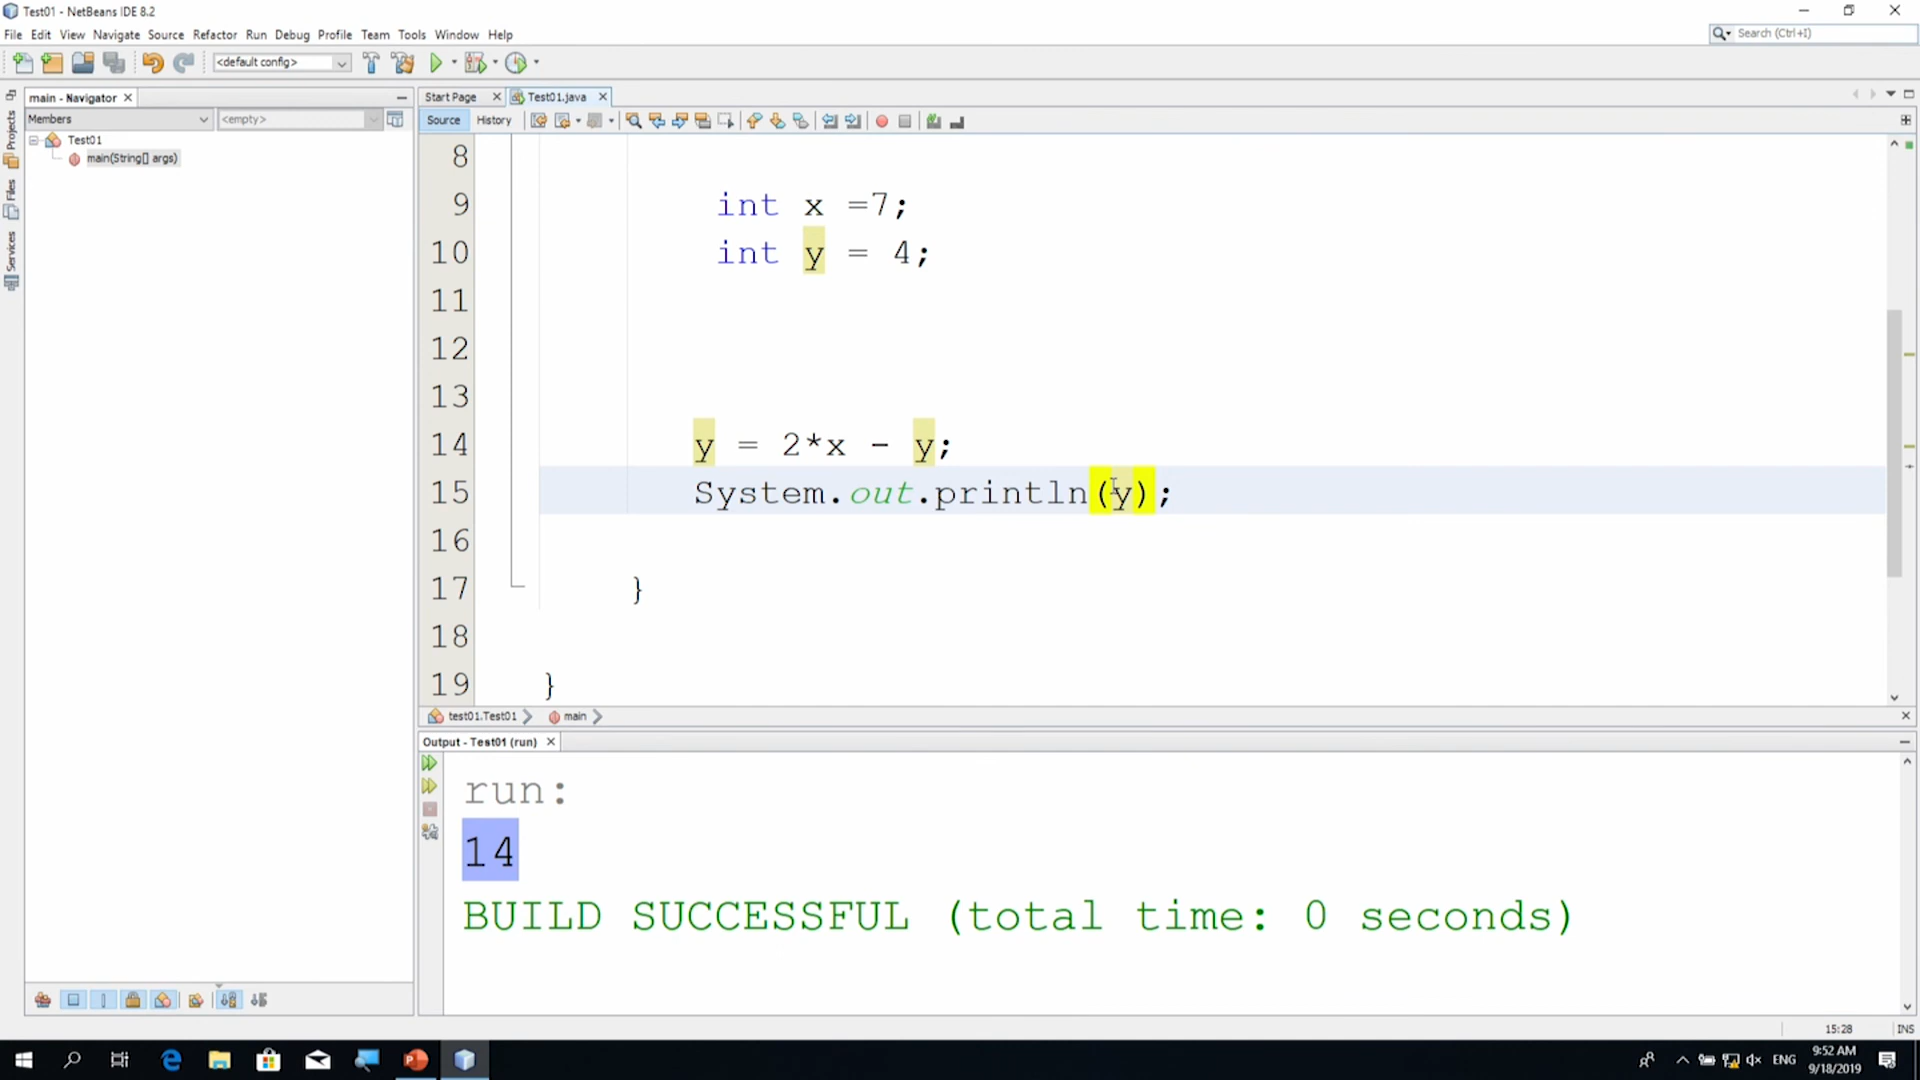 Test01 - NetBeans IDE 8.2
File Edit View Navigate Source Refactor Run Debug Profile Team Tools Window Help
Search (Ctrl+I)
<default config>
main - Navigator
Members
<empty>
Test01
main(String[] args)
Projects
Files
Services
Start Page
Test01.java
Source
History
8
9 int x =7;
10 int y = 4;
11
12
13
14 y = 2*x - y;
15 System.out.println(y);
16
17 }
18
19 }
test01.Test01
main
Output - Test01 (run)
run:
14
BUILD SUCCESSFUL (total time: 0 seconds)
15:28
INS
ENG
9:52 AM
9/18/2019